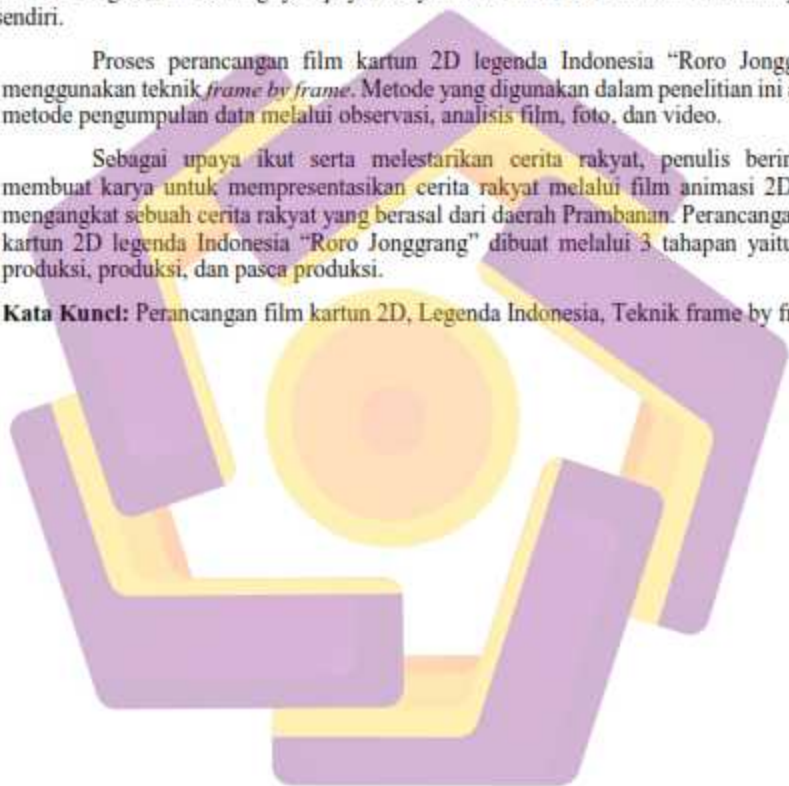 sendiri.
Proses perancangan film kartun 2D legenda Indonesia “Roro Jongg
menggunakan teknik frame by frame. Metode yang digunakan dalam penelitian ini
metode pengumpulan data melalui observasi, analisis film, foto, dan video.
Sebagai upaya ikut serta melestarikan cerita rakyat, penulis berin
membuat karya untuk mempresentasikan cerita rakyat melalui film animasi 2D
mengangkat sebuah cerita rakyat yang berasal dari daerah Prambanan. Perancanga
kartun 2D legenda Indonesia “Roro Jonggrang” dibuat melalui 3 tahapan yaitu
produksi, produksi, dan pasca produksi.
Kata Kunci: Perancangan film kartun 2D, Legenda Indonesia, Teknik frame by fr